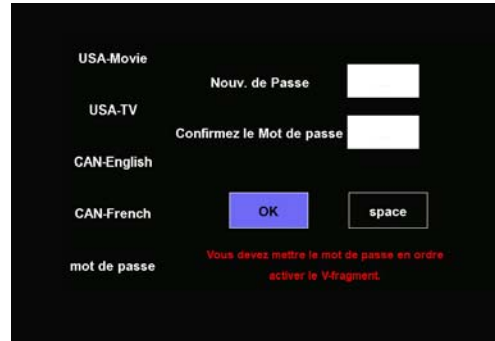 USA-Movie
USA-TV
CAN-English
CAN-French
mot de passe
Nouv. de Passe
Confirmez le Mot de passe
OK
space
Vous devez mettre le mot de passe en ordre
activer le V-fragment.